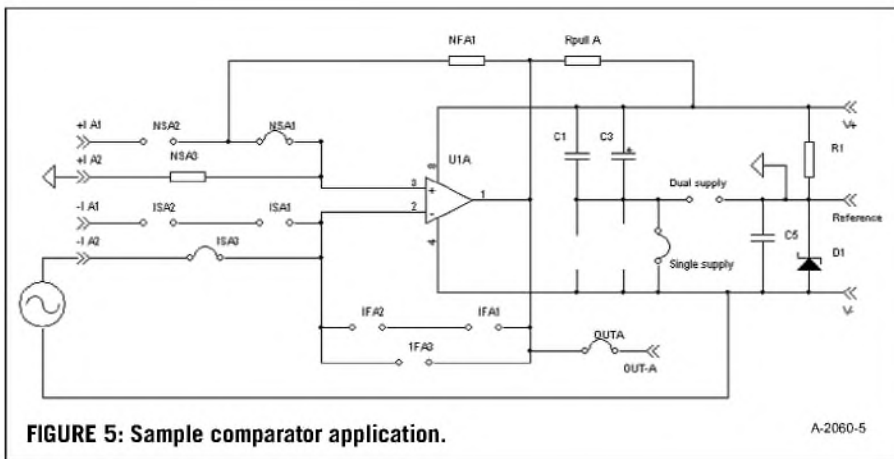 NFA1
Rpull A
+I A1
NSA2
NSA1
+I A2
NSA3
-I A1
ISA2
ISA1
-I A2
ISA3
U1A
8
3
+
1
2
-
4
C1
C3
+
V+
R1
Dual supply
Reference
C5
D1
Single supply
V-
IFA2
IFA1
1FA3
OUTA
OUT-A
FIGURE 5: Sample comparator application.
A-2060-5